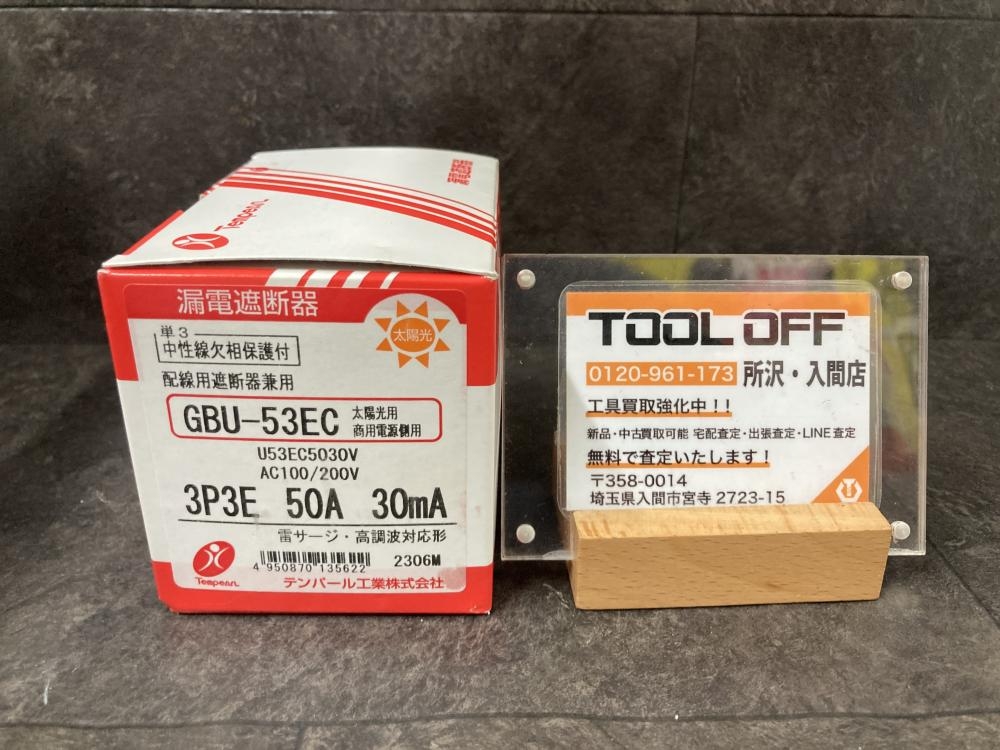 漏電遮断器
Tempearl
漏電遮断器
太陽光
単3
中性線欠相保護付
配線用遮断器兼用
GBU-53EC 太陽光用
商用電源側用
U53EC5030V
AC100/200V
3P3E 50A 30mA
雷サージ・高調波対応形
4 950870 135622
2306M
Tempearl
テンパール工業株式会社
TOOL OFF
0120-961-173 所沢・入間店
工具買取強化中!!
新品・中古買取可能 宅配査定・出張査定・LINE査定
無料で査定いたします!
〒358-0014
埼玉県入間市宮寺 2723-15